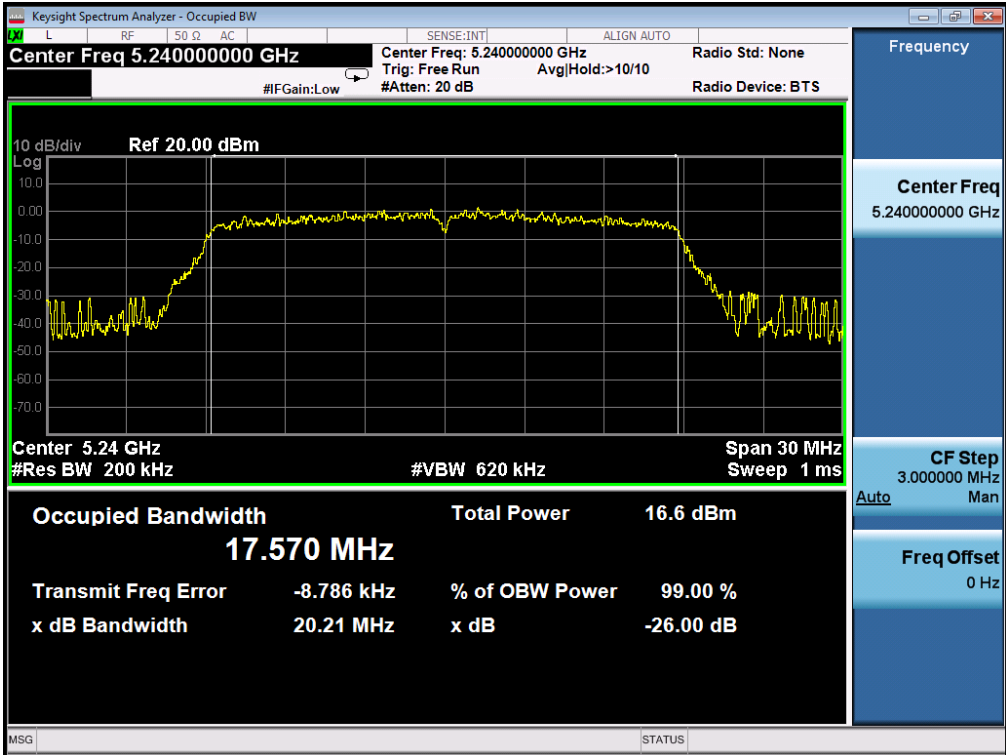 Keysight Spectrum Analyzer - Occupied BW
LXI L RF 50 Ω AC SENSE:INT ALIGN AUTO
Center Freq 5.240000000 GHz
Center Freq: 5.240000000 GHz Radio Std: None
Trig: Free Run Avg|Hold:>10/10
#IFGain:Low #Atten: 20 dB Radio Device: BTS
10 dB/div Ref 20.00 dBm
Log
10.0
0.00
-10.0
-20.0
-30.0
-40.0
-50.0
-60.0
-70.0
Center 5.24 GHz Span 30 MHz
#Res BW 200 kHz #VBW 620 kHz Sweep 1 ms
Occupied Bandwidth Total Power 16.6 dBm
17.570 MHz
Transmit Freq Error -8.786 kHz % of OBW Power 99.00 %
x dB Bandwidth 20.21 MHz x dB -26.00 dB
Frequency
Center Freq
5.240000000 GHz
CF Step
3.000000 MHz
Auto Man
Freq Offset
0 Hz
MSG STATUS